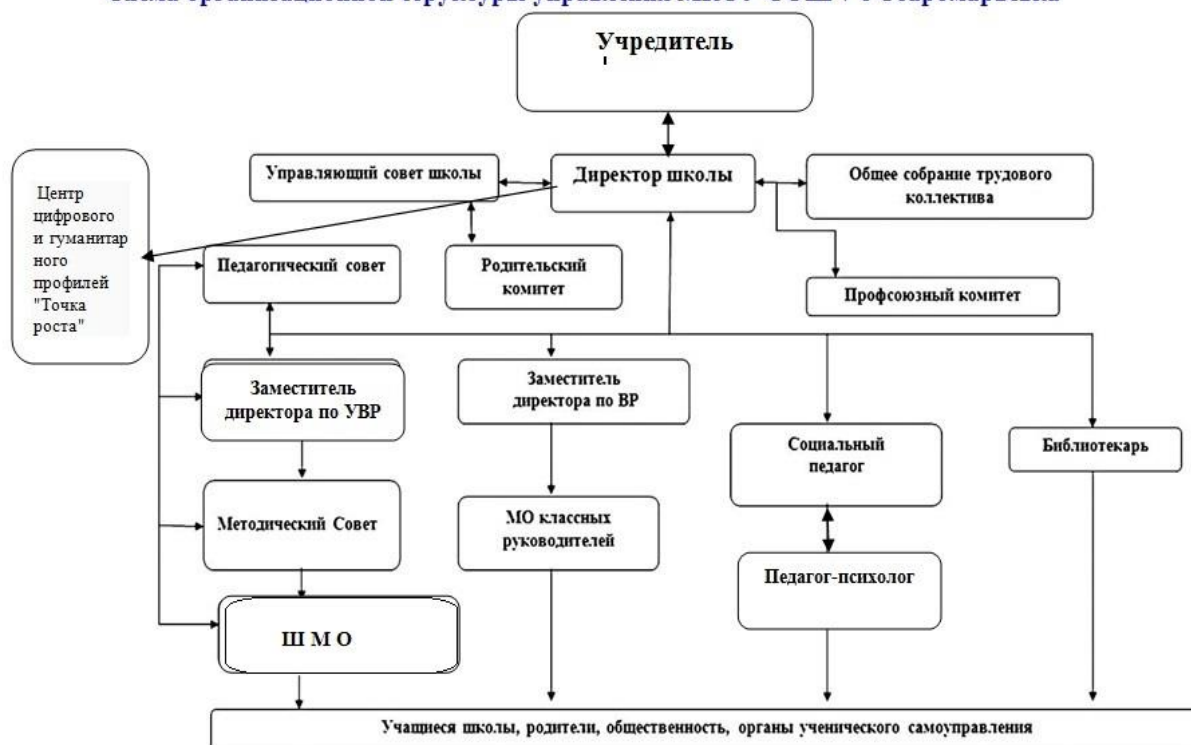 Учредитель
Управляющий совет школы
Директор школы
Общее собрание трудового
коллектива
Центр
цифрового
и гуманитар
ного
профилей
"Точка
роста"
Педагогический совет
Родительский
комитет
Профсоюзный комитет
Заместитель
директора по УВР
Заместитель
директора по ВР
Социальный
педагог
Библиотекарь
Методический Совет
МО классных
руководителей
Педагог-психолог
Ш М О
Учащиеся школы, родители, общественность, органы ученического самоуправления